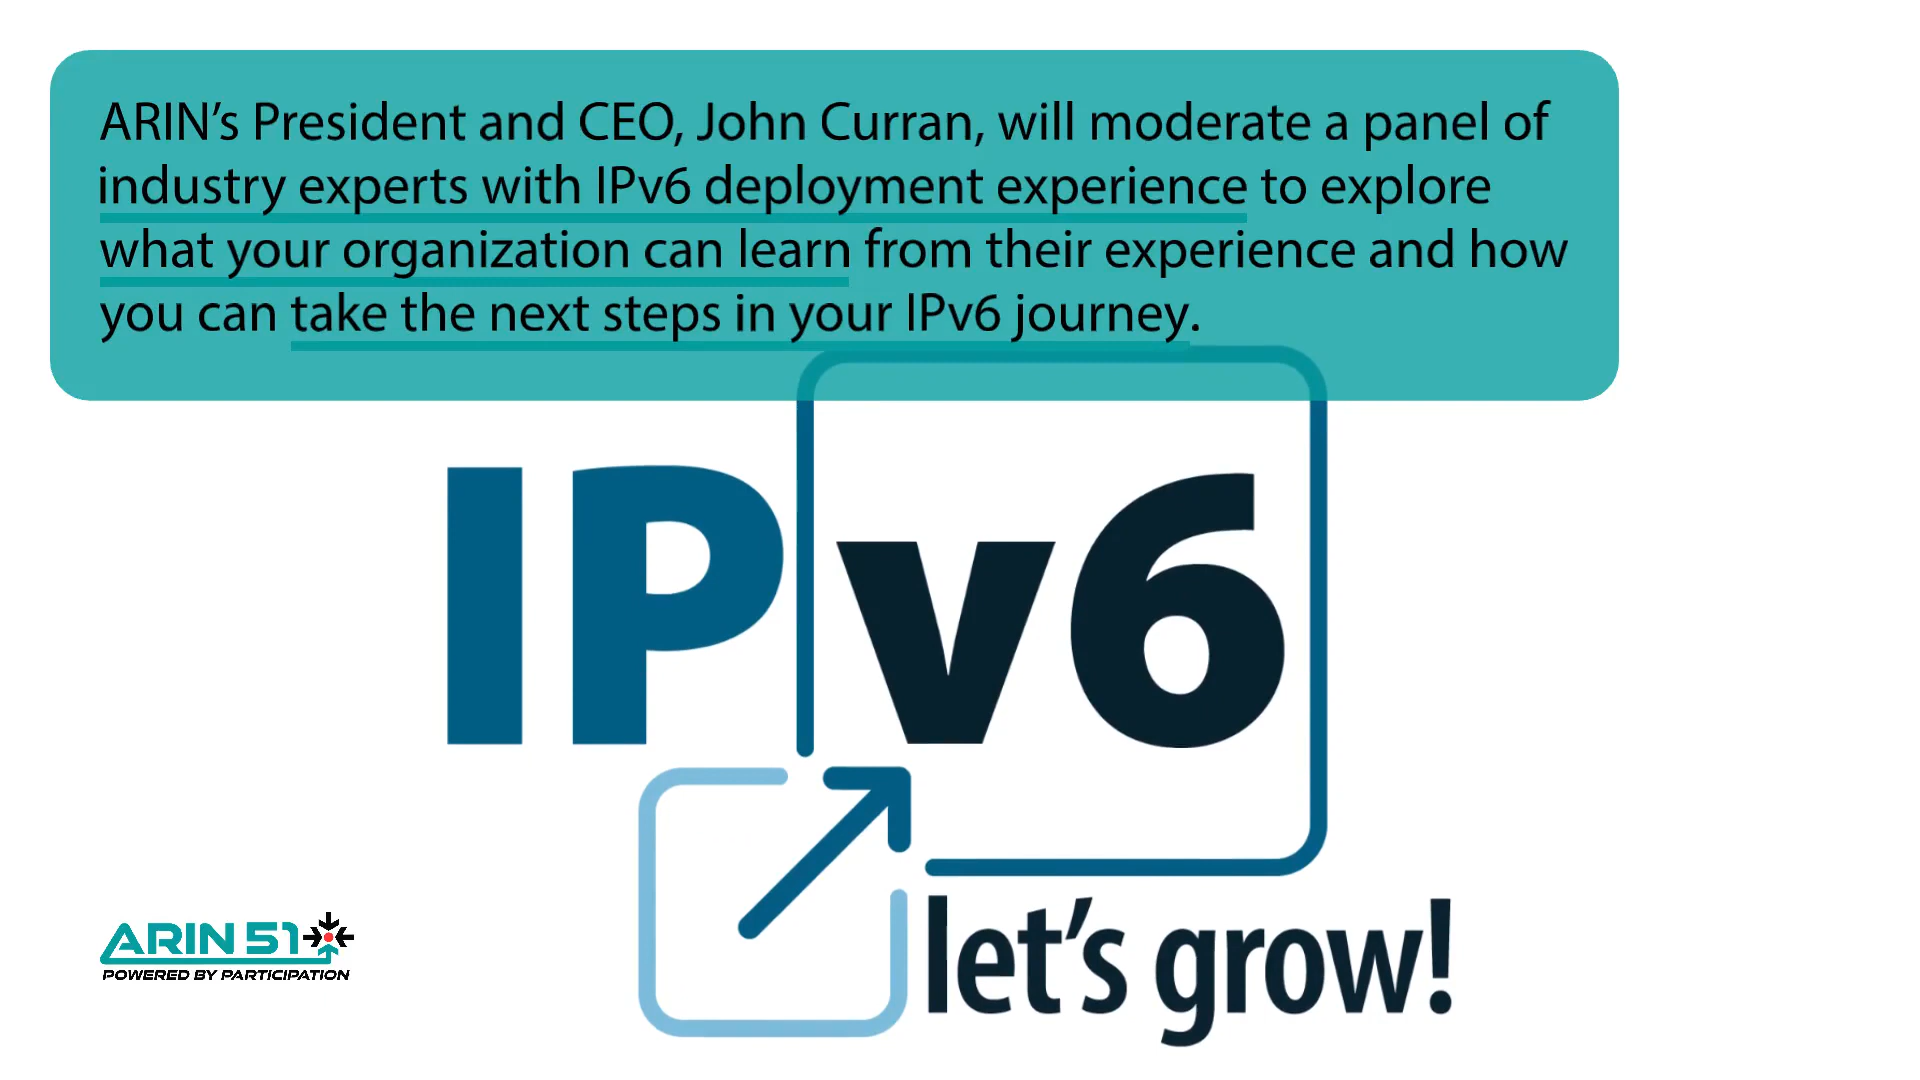 ARIN’s President and CEO, John Curran, will moderate a panel of
industry experts with IPv6 deployment experience to explore
what your organization can learn from their experience and how
you can take the next steps in your IPv6 journey.
IPv6
let’s grow!
ARIN 51
POWERED BY PARTICIPATION